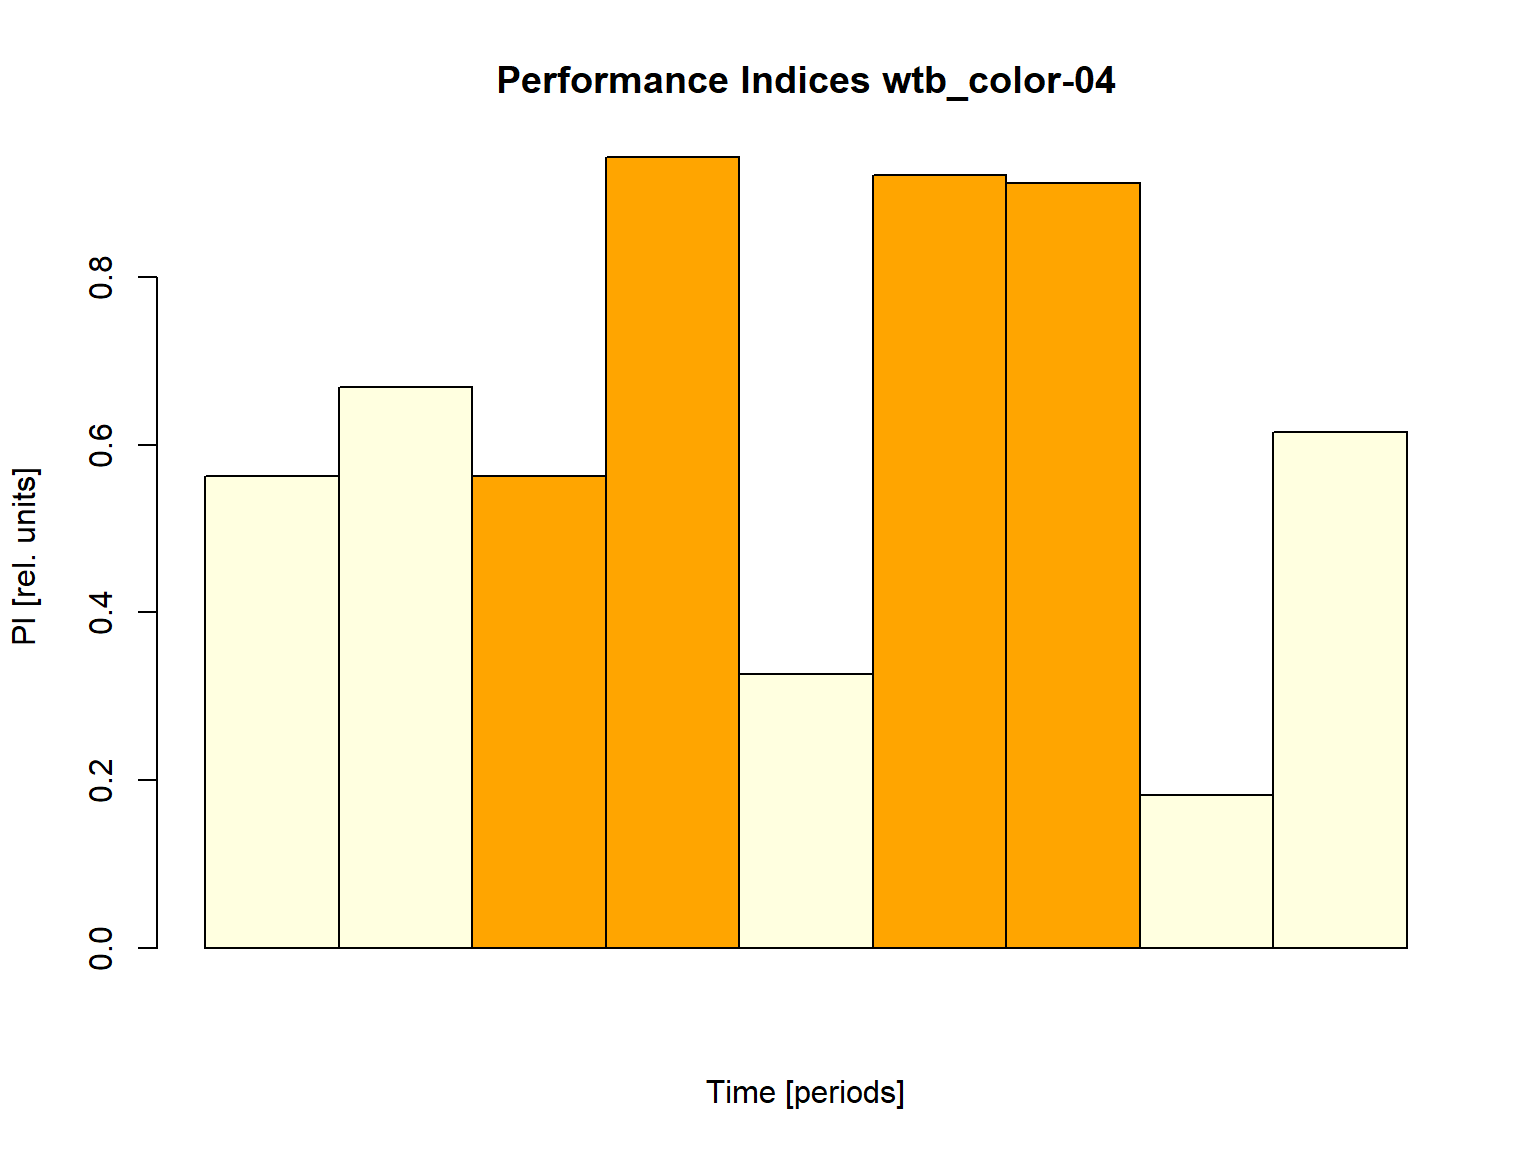 Performance Indices wtb_color-04
PI [rel. units]
0.8
0.6
0.4
0.2
0.0
Time [periods]